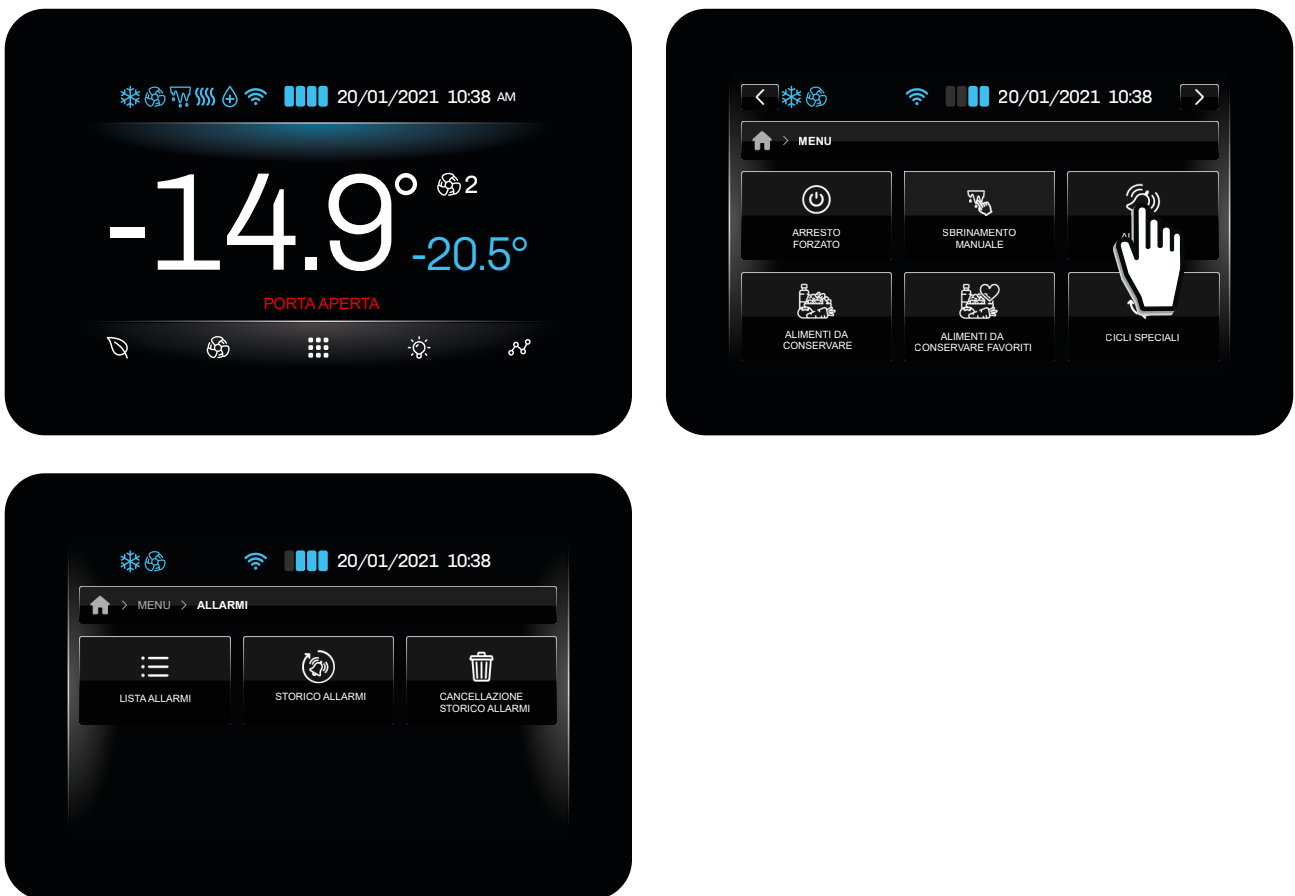 20/01/2021 10:38 AM
-14.9° 2
-20.5°
PORTA APERTA
20/01/2021 10:38
> MENU
ARRESTO
FORZATO
SBRINAMENTO
MANUALE
ALIMENTI DA
CONSERVARE
ALIMENTI DA
CONSERVARE FAVORITI
CICLI SPECIALI
20/01/2021 10:38
> MENU > ALLARMI
LISTA ALLARMI
STORICO ALLARMI
CANCELLAZIONE
STORICO ALLARMI